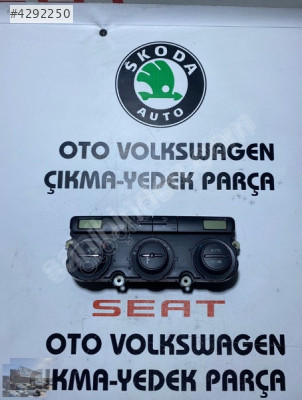 #4292250
ŠKODA
AUTO
OTO VOLKSWAGEN
ÇIKMA-YEDEK PARÇA
SEAT
OTO VOLKSWAGEN
ÇIKMA-YEDEK PARÇA